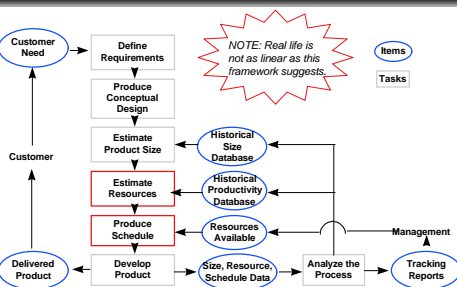 Customer
Need
Define
Requirements
NOTE: Real life is
not as linear as this
framework suggests.
Items
Tasks
Produce
Conceptual
Design
Estimate
Product Size
Historical
Size
Database
Customer
Estimate
Resources
Historical
Productivity
Database
Produce
Schedule
Resources
Available
Management
Delivered
Product
Develop
Product
Size, Resource,
Schedule Data
Analyze the
Process
Tracking
Reports